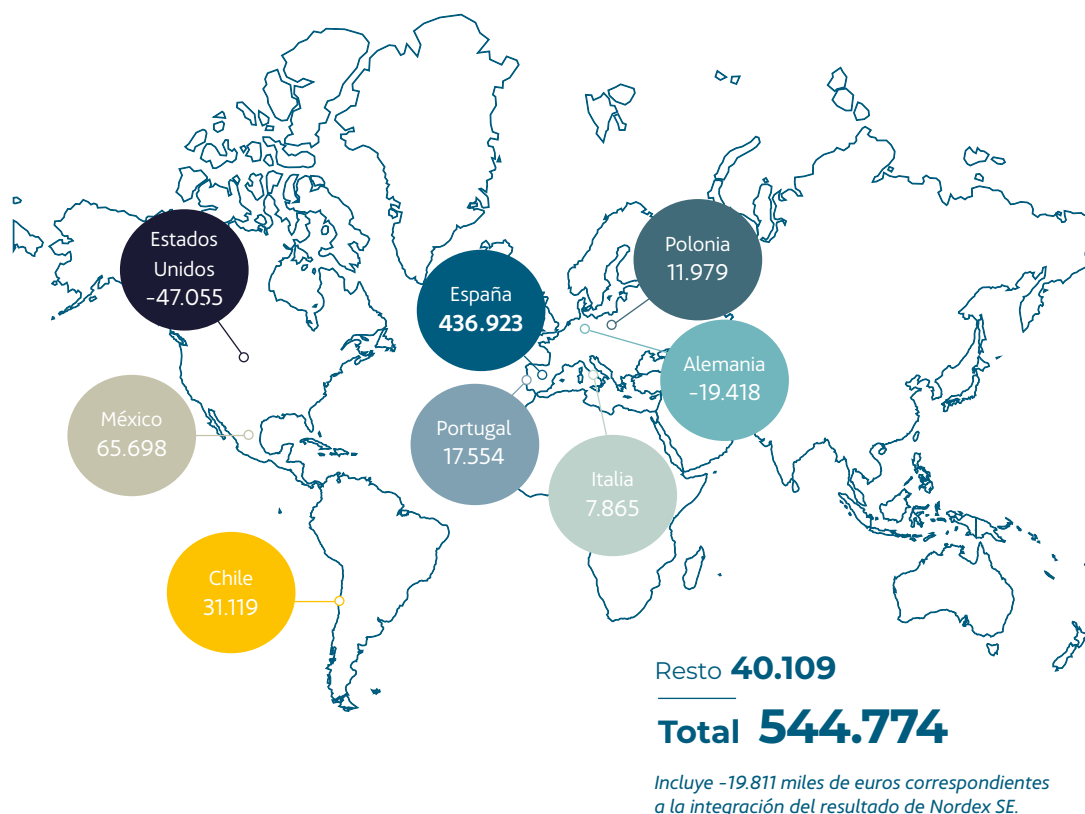 Estados
Unidos
-47.055
España
436.923
Polonia
11.979
Alemania
-19.418
México
65.698
Portugal
17.554
Italia
7.865
Chile
31.119
Resto 40.109
Total 544.774
Incluye -19.811 miles de euros correspondientes
a la integración del resultado de Nordex SE.